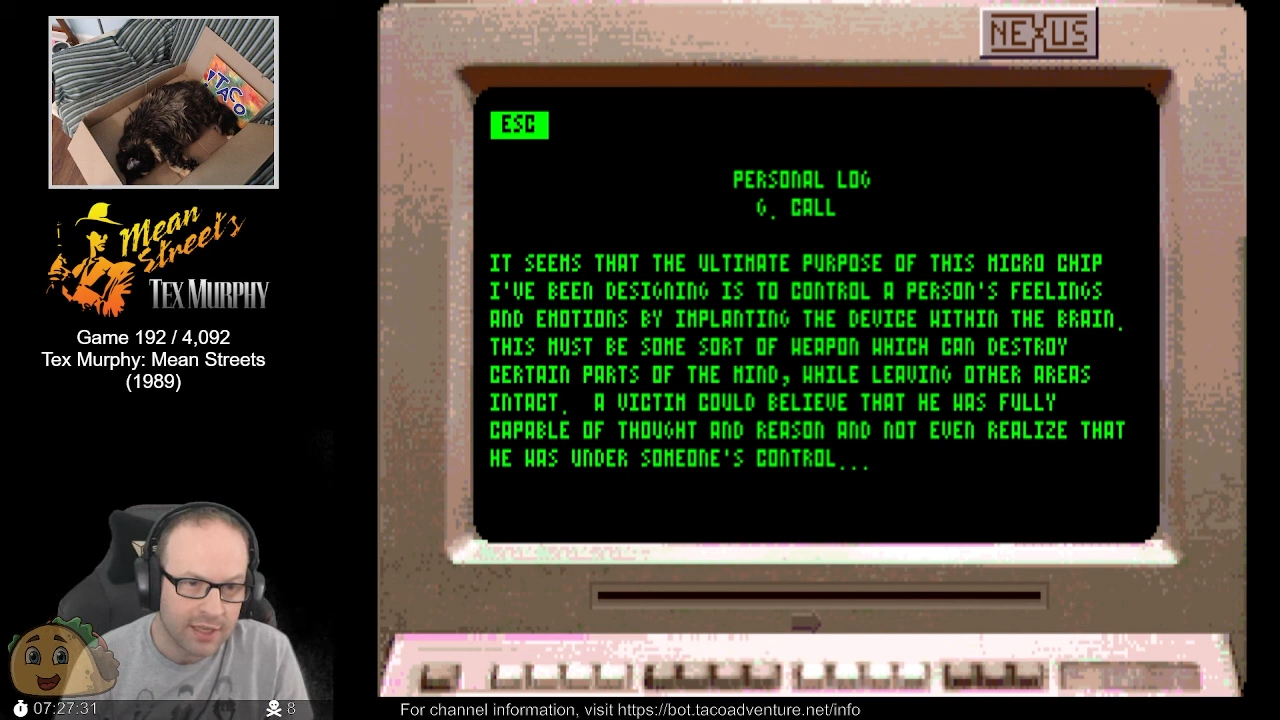 !TACO
Mean
Streets
TEX MURPHY
Game 192 / 4,092
Tex Murphy: Mean Streets
(1989)
07:27:31
8
NEXUS
ESC
PERSONAL LOG
G. CALL
IT SEEMS THAT THE ULTIMATE PURPOSE OF THIS MICRO CHIP
I'VE BEEN DESIGNING IS TO CONTROL A PERSON'S FEELINGS
AND EMOTIONS BY IMPLANTING THE DEVICE WITHIN THE BRAIN.
THIS MUST BE SOME SORT OF WEAPON WHICH CAN DESTROY
CERTAIN PARTS OF THE MIND, WHILE LEAVING OTHER AREAS
INTACT.  A VICTIM COULD BELIEVE THAT HE WAS FULLY
CAPABLE OF THOUGHT AND REASON AND NOT EVEN REALIZE THAT
HE WAS UNDER SOMEONE'S CONTROL...
For channel information, visit https://bot.tacoadventure.net/info